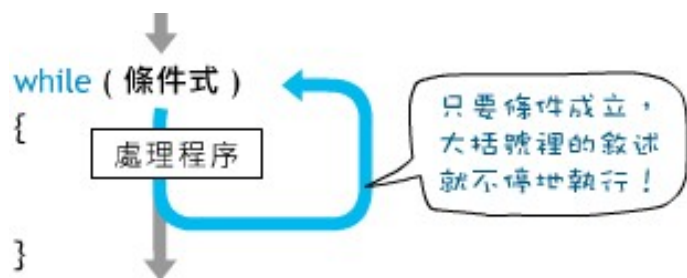 while ( 條件式 )
{
處理程序
}
只要條件成立，
大括號裡的敘述
就不停地執行！